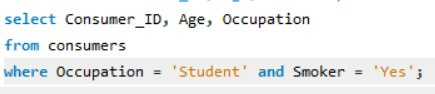 select Consumer_ID, Age, Occupation
from consumers
where Occupation = 'Student' and Smoker = 'Yes';